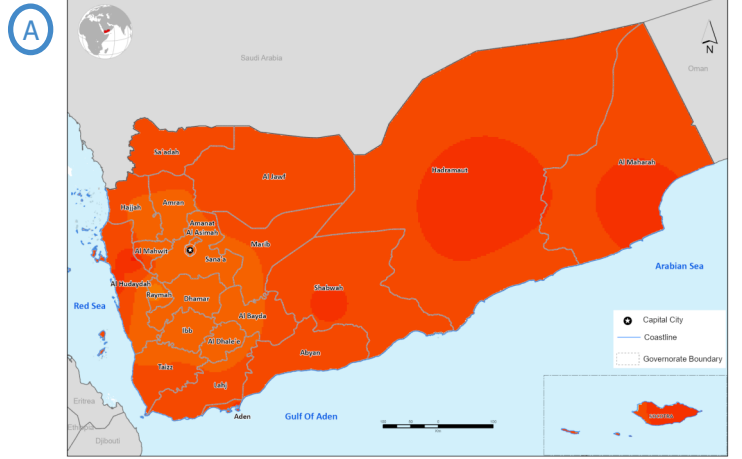 A
Saudi Arabia
N
Oman
Sa'adah
Al Jawf
Hadramaut
Al Maharah
Hajjah
Amran
Amanat
Al Asimah
Marib
Al Mahwit
Sana'a
Arabian Sea
Al Hudaydah
Raymah
Dhamar
Shabwah
Red Sea
Al Bayda
Ibb
Al Dhale'e
Abyan
Taizz
Lahj
Aden
Gulf Of Aden
Eritrea
Ethiopia
Djibouti
Capital City
Coastline
Governorate Boundary